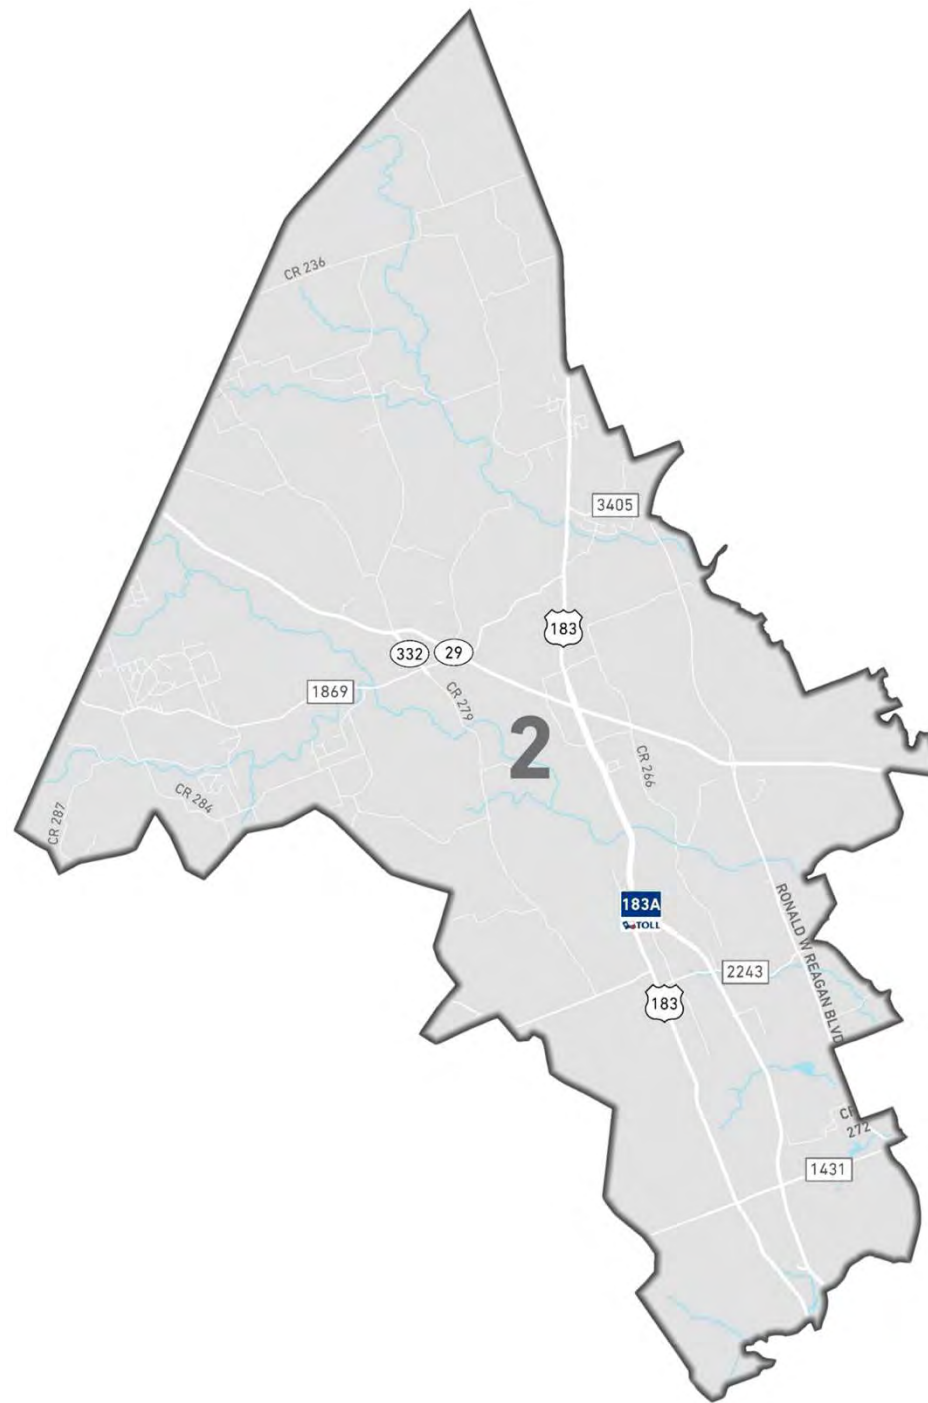 CR 236
3405
183
332
29
1869
CR 279
2
CR 266
CR 284
CR 287
183A
TOLL
RONALD W REAGAN BLVD
2243
183
CR
272
1431